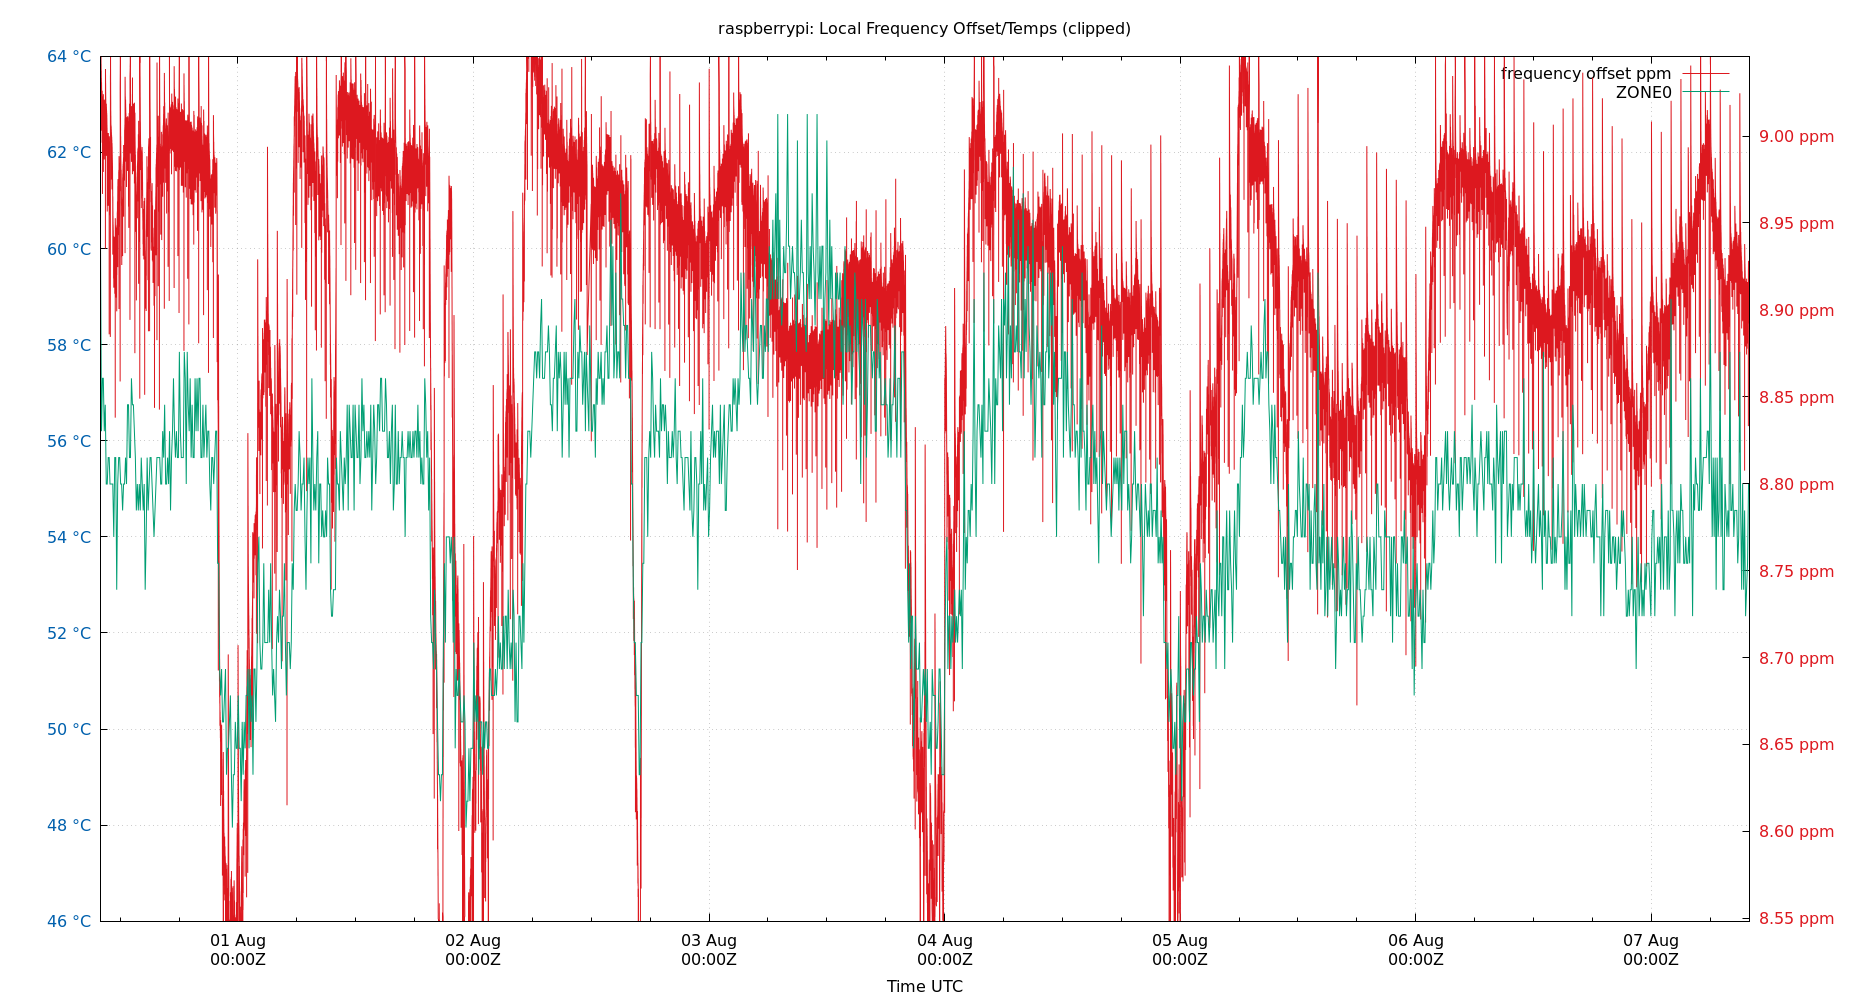 raspberrypi: Local Frequency Offset/Temps (clipped)
64 °C
62 °C
60 °C
58 °C
56 °C
54 °C
52 °C
50 °C
48 °C
46 °C
frequency offset ppm
ZONE0
9.00 ppm
8.95 ppm
8.90 ppm
8.85 ppm
8.80 ppm
8.75 ppm
8.70 ppm
8.65 ppm
8.60 ppm
8.55 ppm
01 Aug 02 Aug 03 Aug 04 Aug 05 Aug 06 Aug 07 Aug
00:00Z 00:00Z 00:00Z 00:00Z 00:00Z 00:00Z 00:00Z
Time UTC